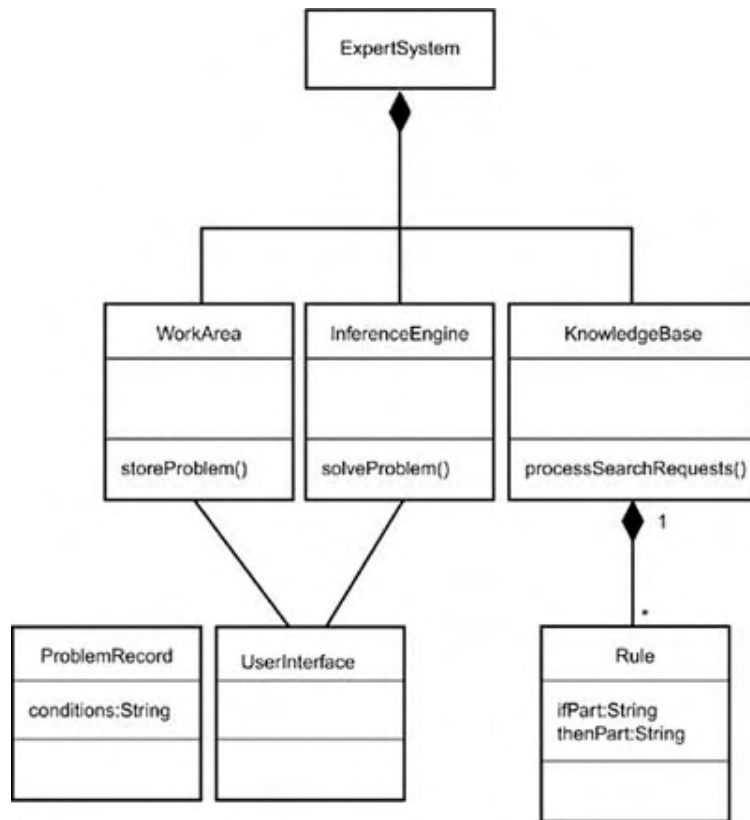 ExpertSystem
WorkArea
InferenceEngine
KnowledgeBase
storeProblem()
solveProblem()
processSearchRequests()
1
*
ProblemRecord
UserInterface
Rule
conditions:String
ifPart:String
thenPart:String